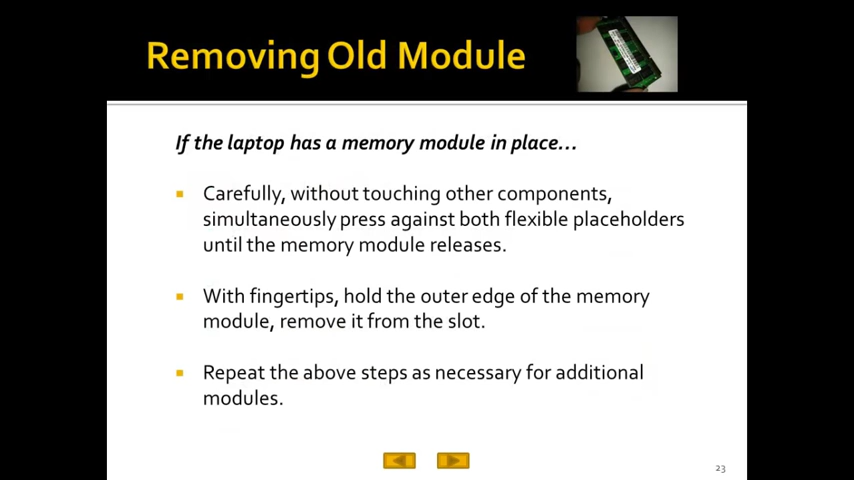 Removing Old Module
If the laptop has a memory module in place...
Carefully, without touching other components,
simultaneously press against both flexible placeholders
until the memory module releases.
With fingertips, hold the outer edge of the memory
module, remove it from the slot.
Repeat the above steps as necessary for additional
modules.
23